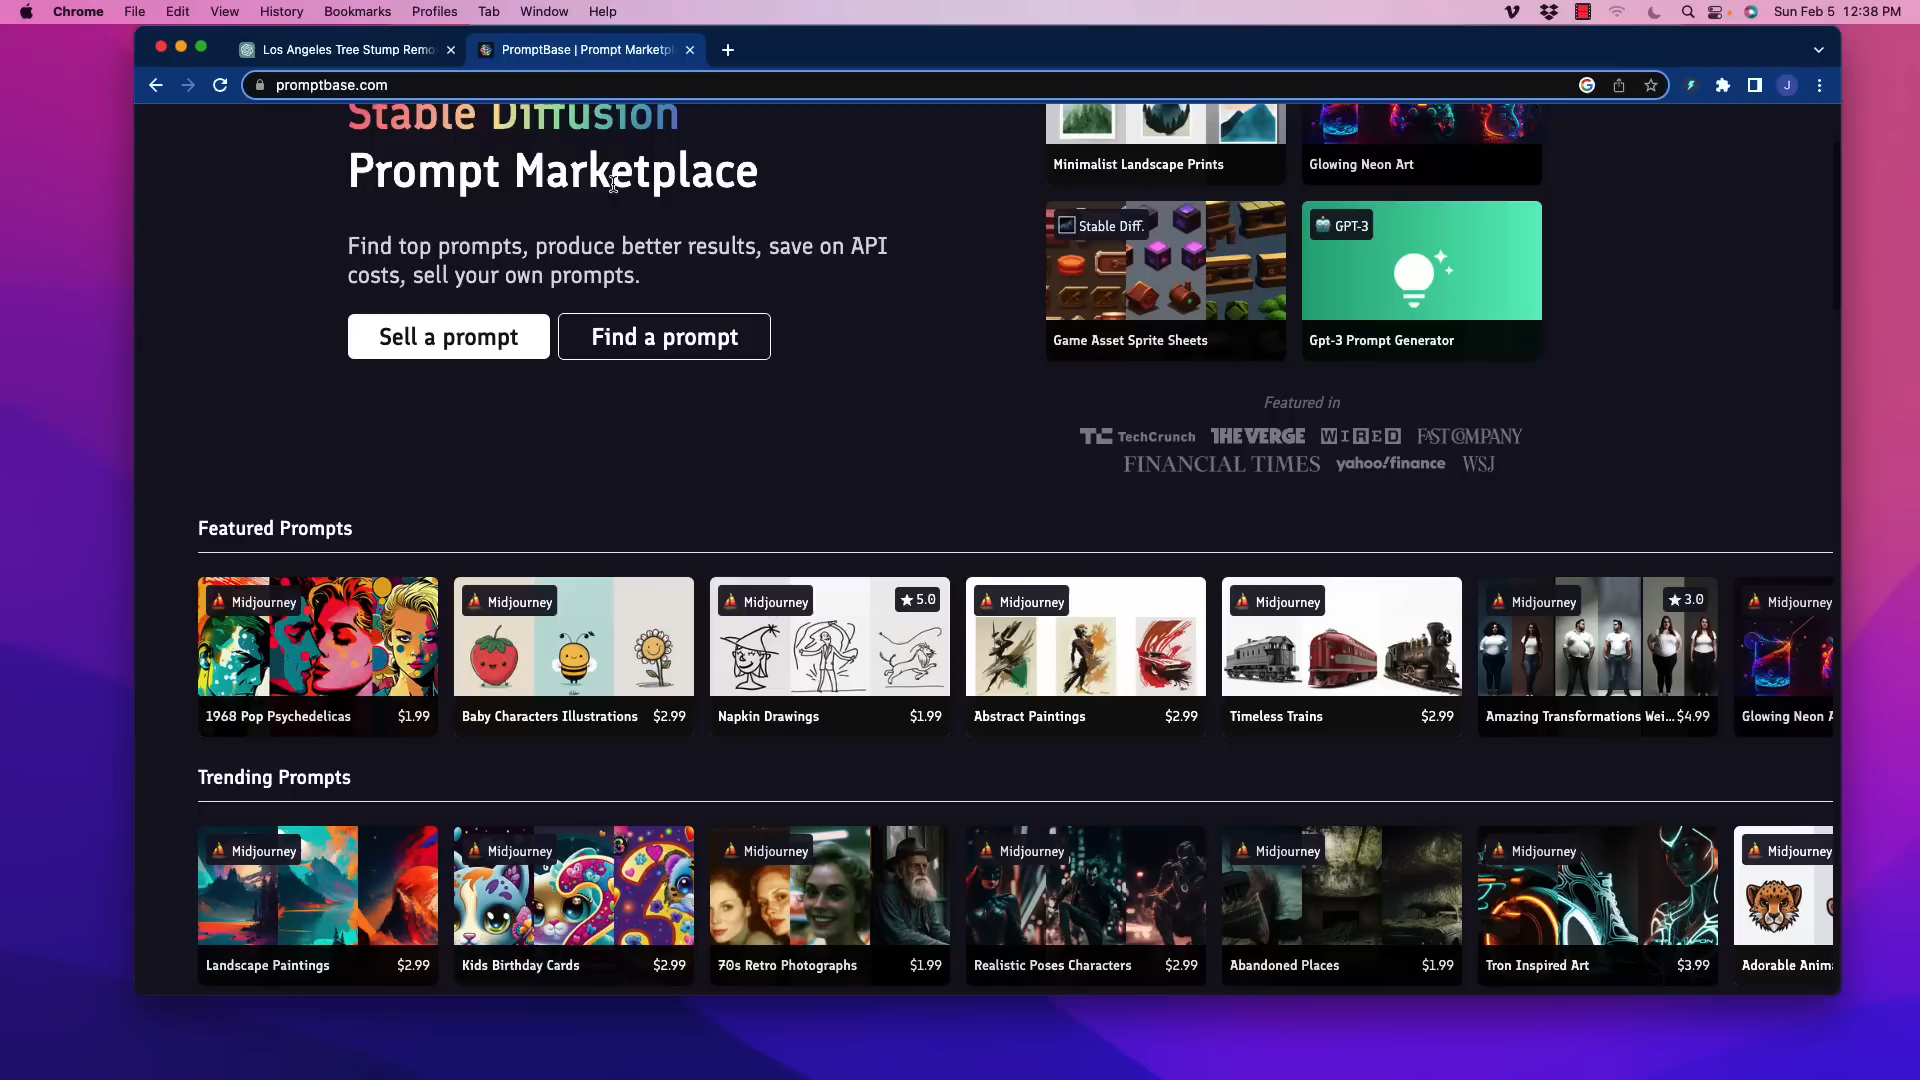 Chrome File Edit View History Bookmarks Profiles Tab Window Help
Sun Feb 5 12:38 PM
Los Angeles Tree Stump Remo
PromptBase | Prompt Marketpl
promptbase.com
J
Stable Diffusion
Prompt Marketplace
Find top prompts, produce better results, save on API
costs, sell your own prompts.
Sell a prompt
Find a prompt
Minimalist Landscape Prints
Glowing Neon Art
Stable Diff.
GPT-3
Game Asset Sprite Sheets
Gpt-3 Prompt Generator
Featured in
TC TechCrunch THE VERGE WIRED FAST COMPANY
FINANCIAL TIMES yahoo!finance WSJ
Featured Prompts
Midjourney
Midjourney
Midjourney 5.0
Midjourney
Midjourney
Midjourney 3.0
Midjourney
1968 Pop Psychedelicas $1.99
Baby Characters Illustrations $2.99
Napkin Drawings $1.99
Abstract Paintings $2.99
Timeless Trains $2.99
Amazing Transformations Wei... $4.99
Glowing Neon A
Trending Prompts
Midjourney
Midjourney
Midjourney
Midjourney
Midjourney
Midjourney
Midjourney
Landscape Paintings $2.99
Kids Birthday Cards $2.99
70s Retro Photographs $1.99
Realistic Poses Characters $2.99
Abandoned Places $1.99
Tron Inspired Art $3.99
Adorable Anima